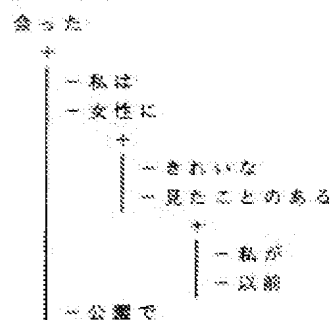 会った
+
－私は
－女性に
+
－きれいな
－見たことのある
+
－私が
－以前
－公園で